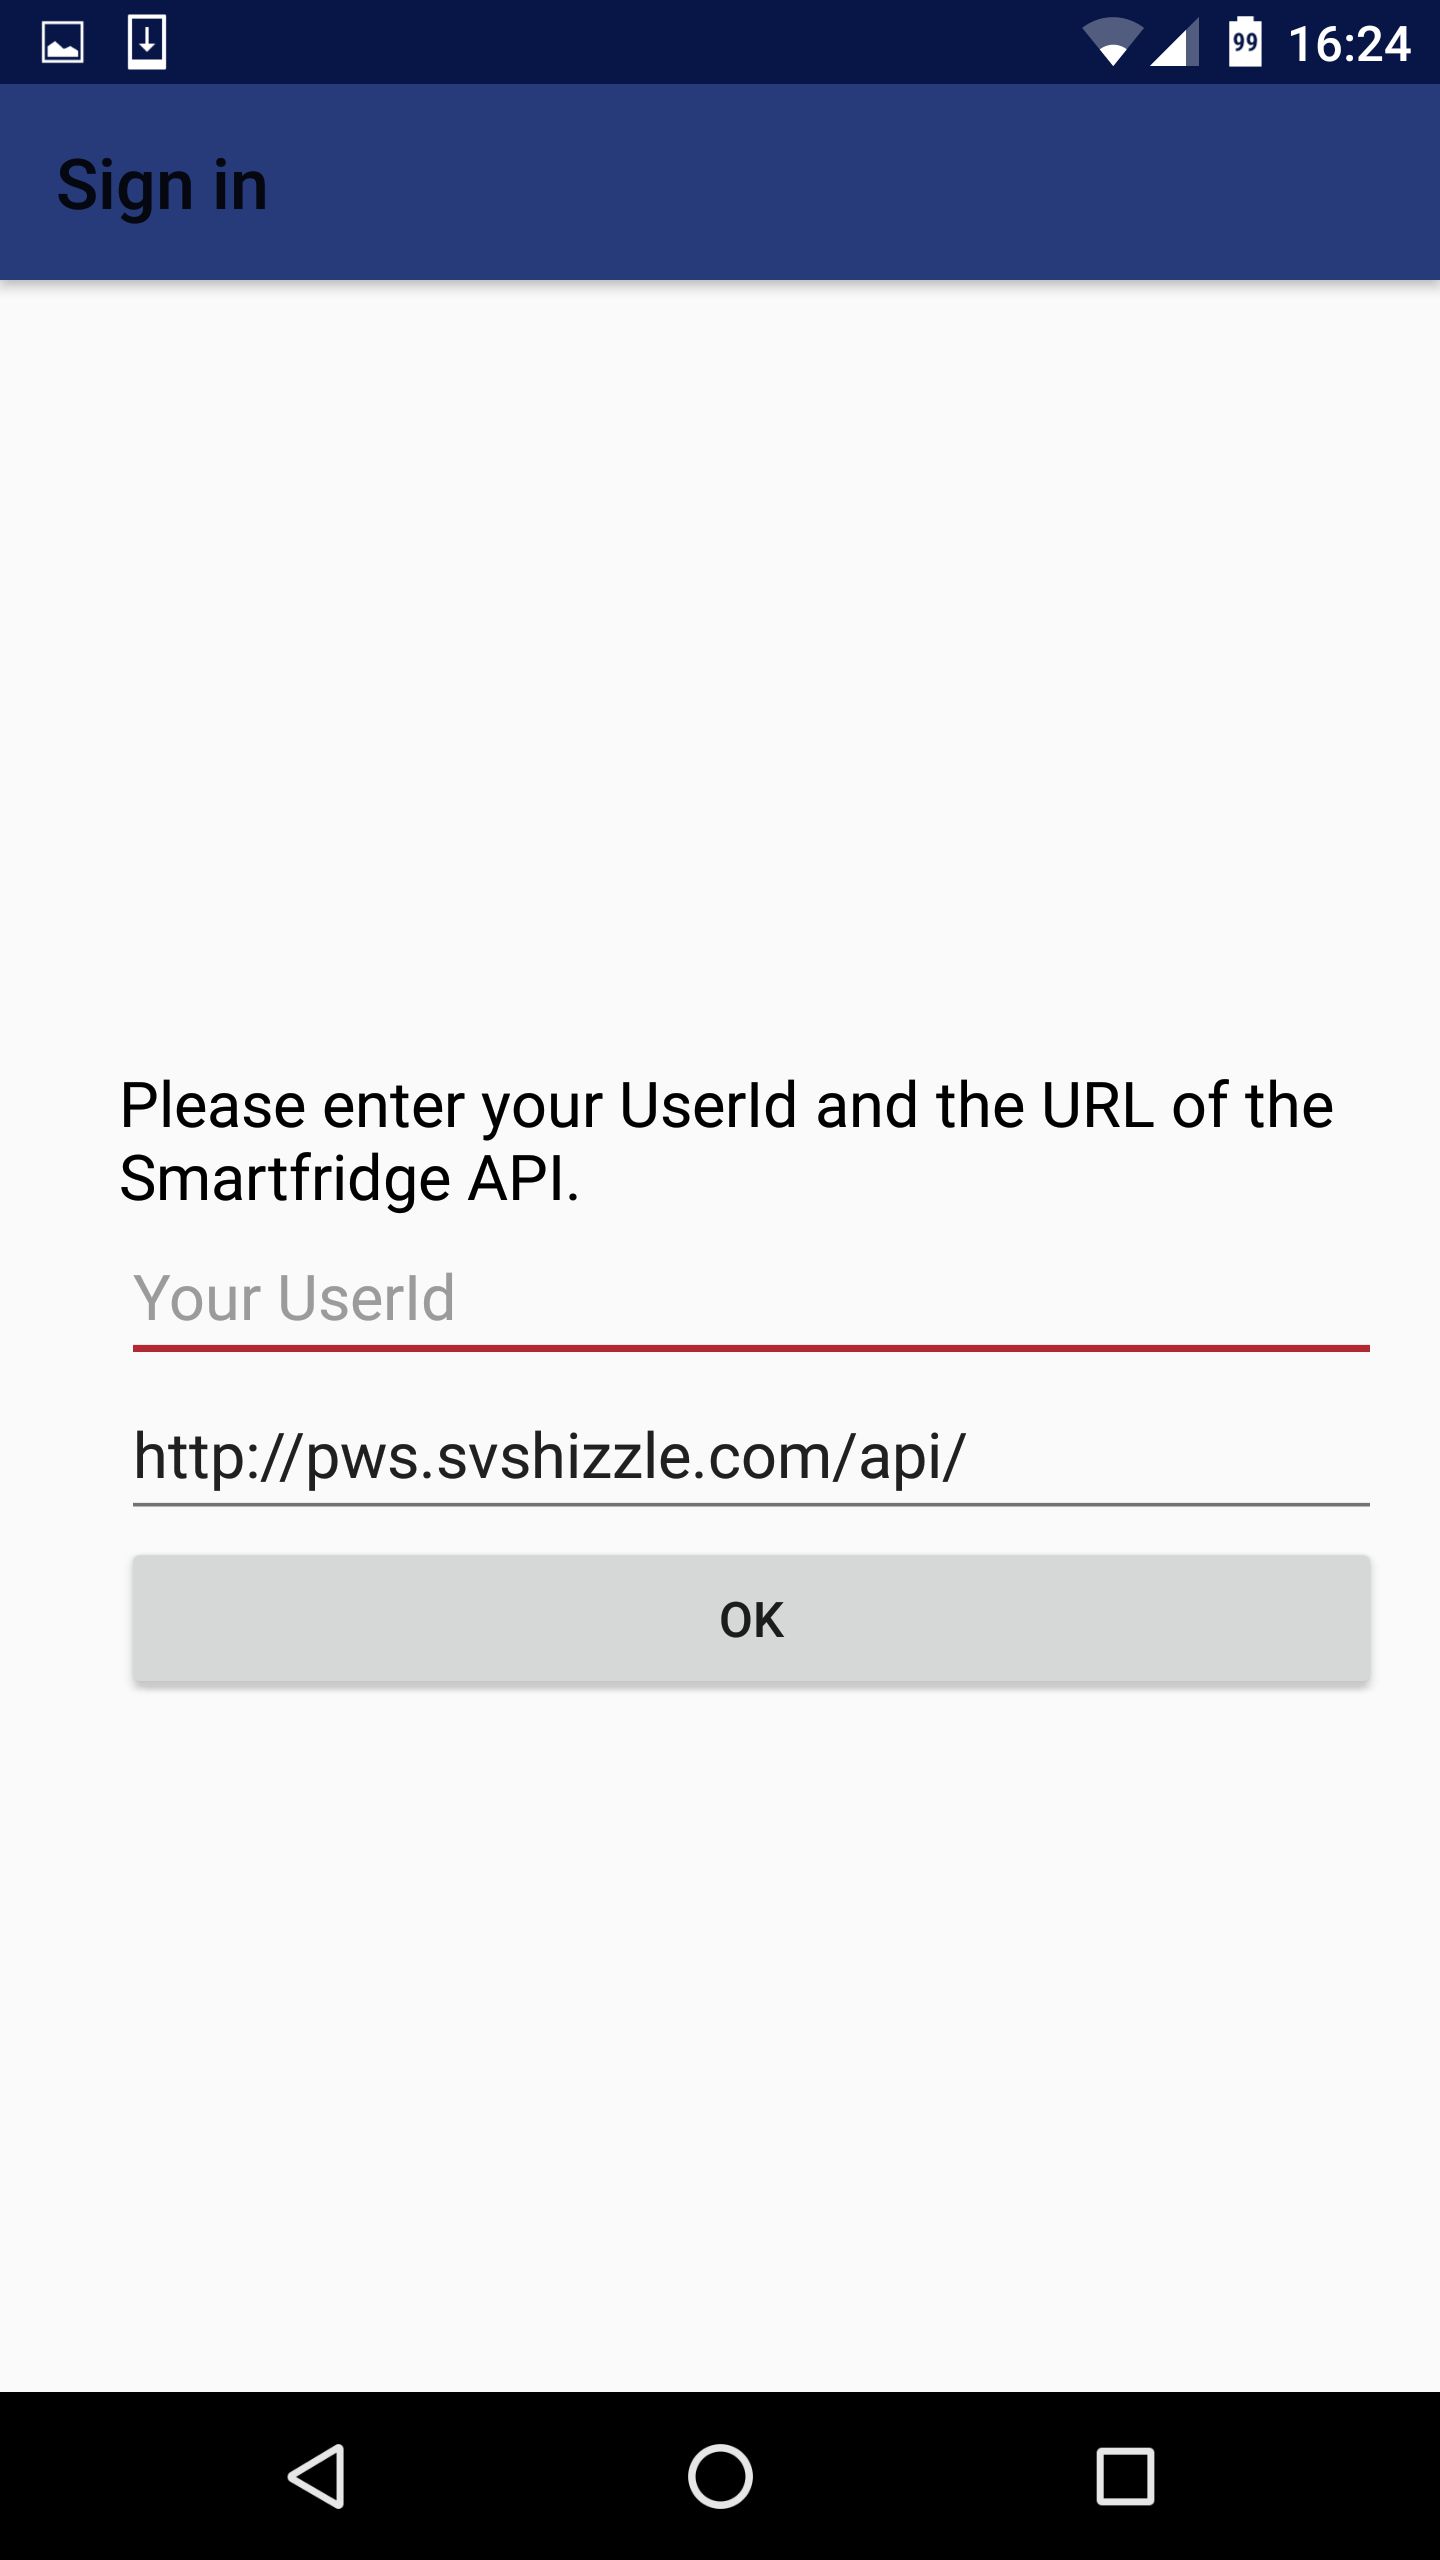 99 16:24
Sign in
Please enter your UserId and the URL of the
Smartfridge API.
Your UserId
http://pws.svshizzle.com/api/
OK